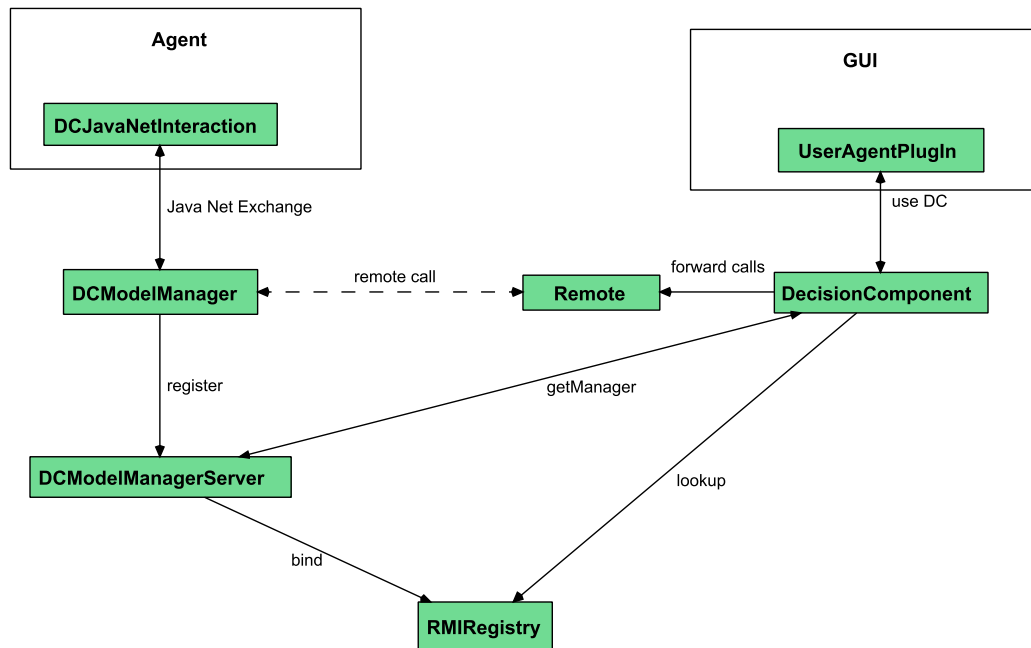 Agent
GUI
DCJavaNetInteraction
UserAgentPlugIn
Java Net Exchange
use DC
remote call
forward calls
DCModelManager
Remote
DecisionComponent
register
getManager
DCModelManagerServer
lookup
bind
RMIRegistry